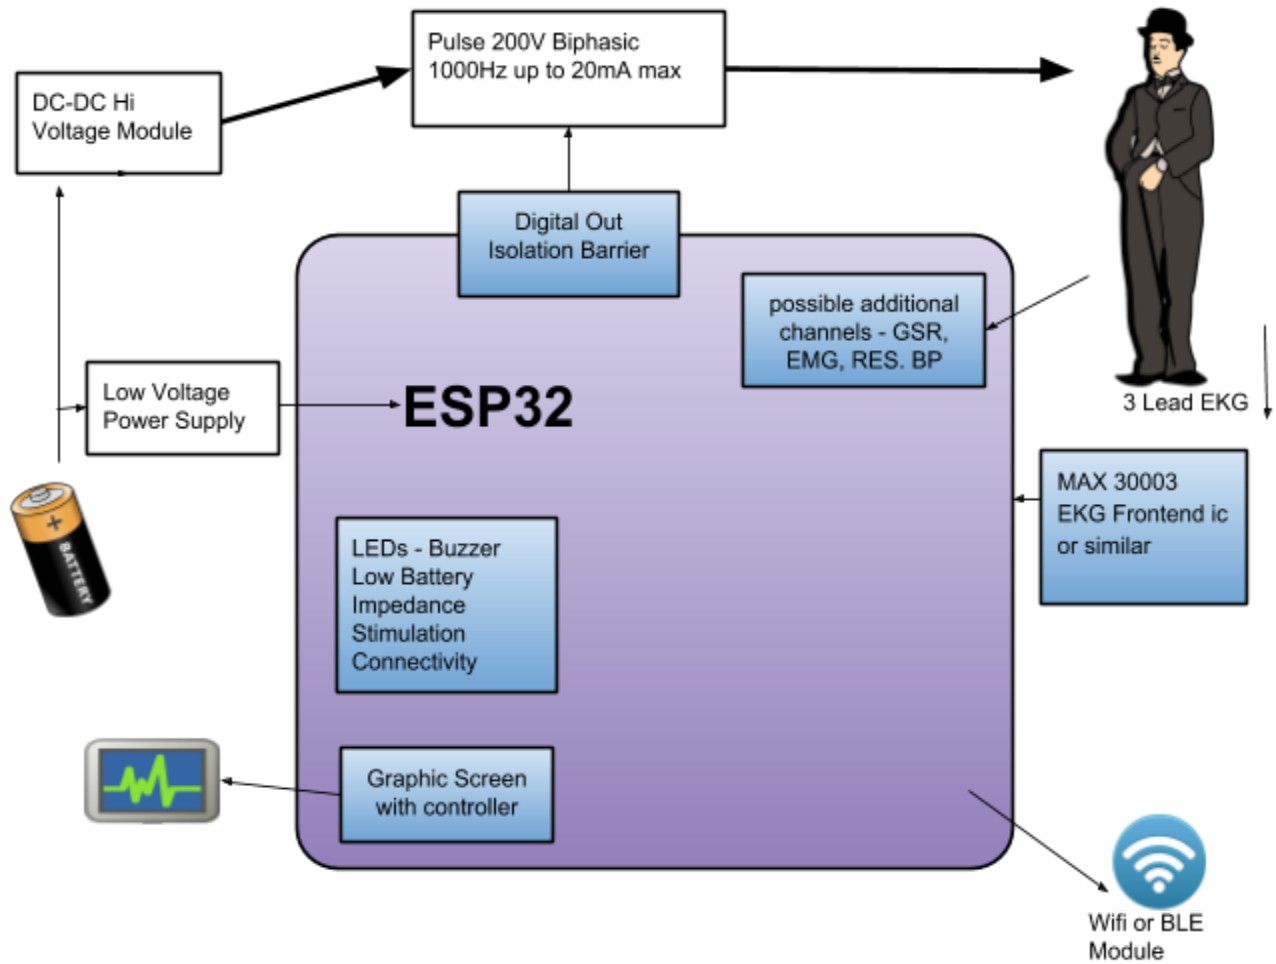 Pulse 200V Biphasic
1000Hz up to 20mA max
DC-DC Hi
Voltage Module
Digital Out
Isolation Barrier
possible additional
channels - GSR,
EMG, RES. BP
Low Voltage
Power Supply
ESP32
3 Lead EKG
MAX 30003
EKG Frontend ic
or similar
+
BATTERY
LEDs - Buzzer
Low Battery
Impedance
Stimulation
Connectivity
Graphic Screen
with controller
Wifi or BLE
Module